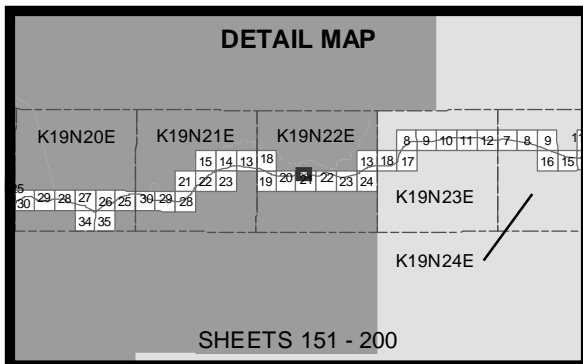 DETAIL MAP
K19N20E K19N21E K19N22E
8 9 10 11 12 7 8 9
15 14 13 18 13 18 17 16 15
21 22 23 19 20 21 22 23 24
30 29 28 27 26 25 30 29 28
K19N23E
34 35
K19N24E
SHEETS 151 - 200